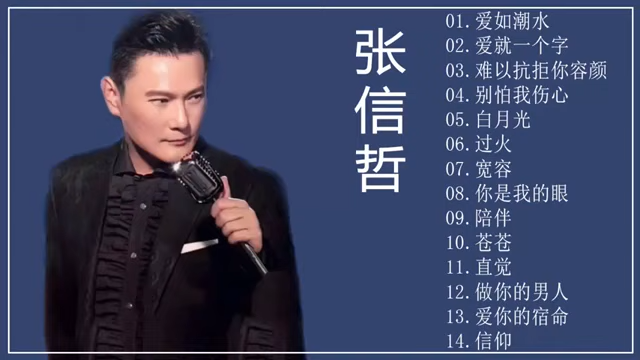 张信哲
01.爱如潮水
02.爱就一个字
03.难以抗拒你容颜
04.别怕我伤心
05.白月光
06.过火
07.宽容
08.你是我的眼
09.陪伴
10.苍苍
11.直觉
12.做你的男人
13.爱你的宿命
14.信仰